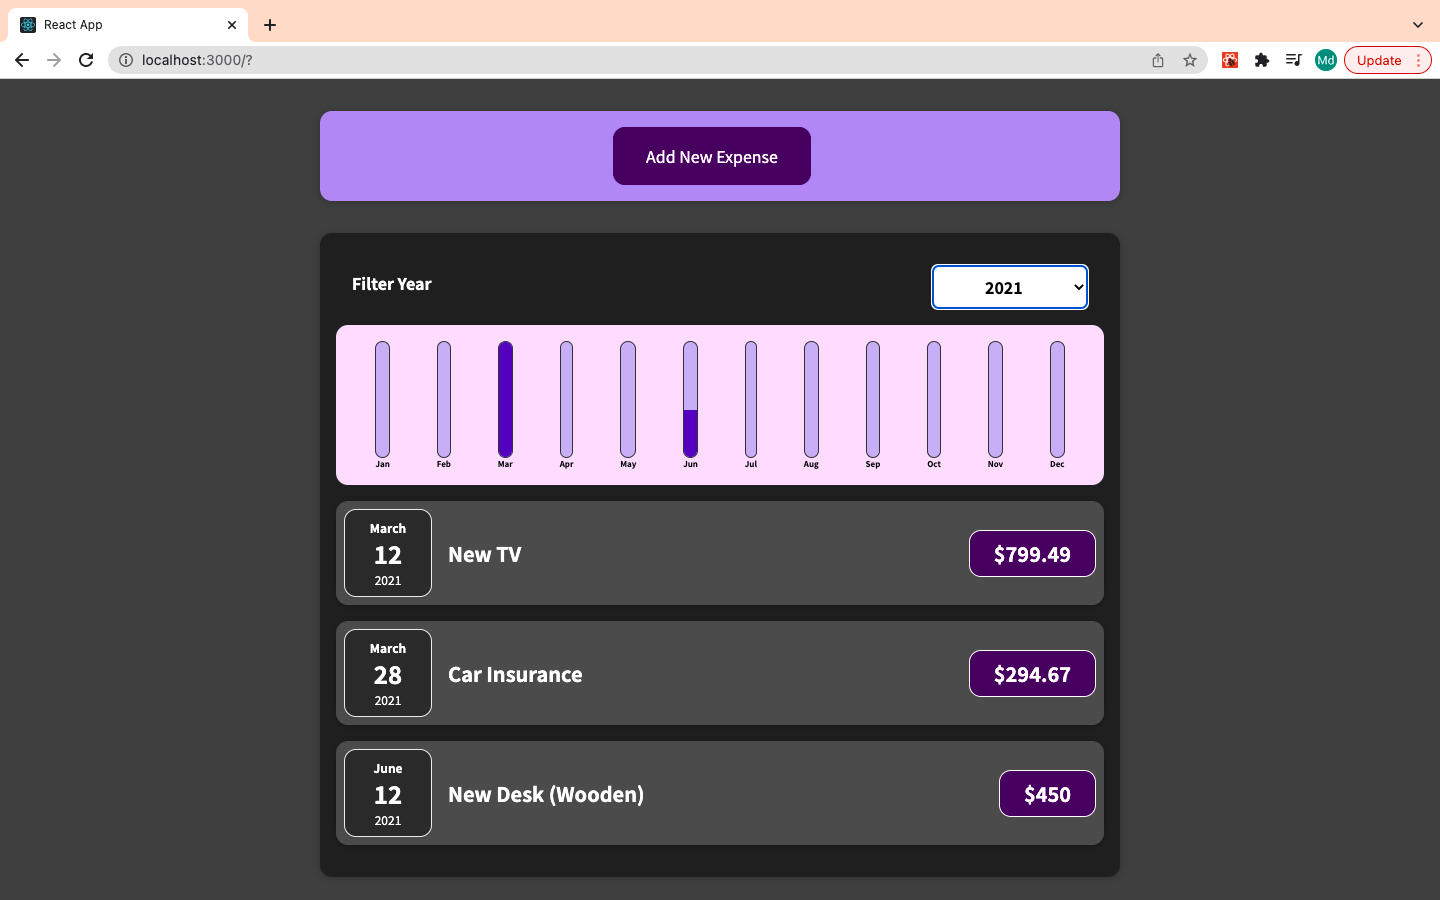 React App
localhost:3000/?
Md
Update
Add New Expense
Filter Year
2021
Jan Feb Mar Apr May Jun Jul Aug Sep Oct Nov Dec
March
12
2021
New TV
$799.49
March
28
2021
Car Insurance
$294.67
June
12
2021
New Desk (Wooden)
$450